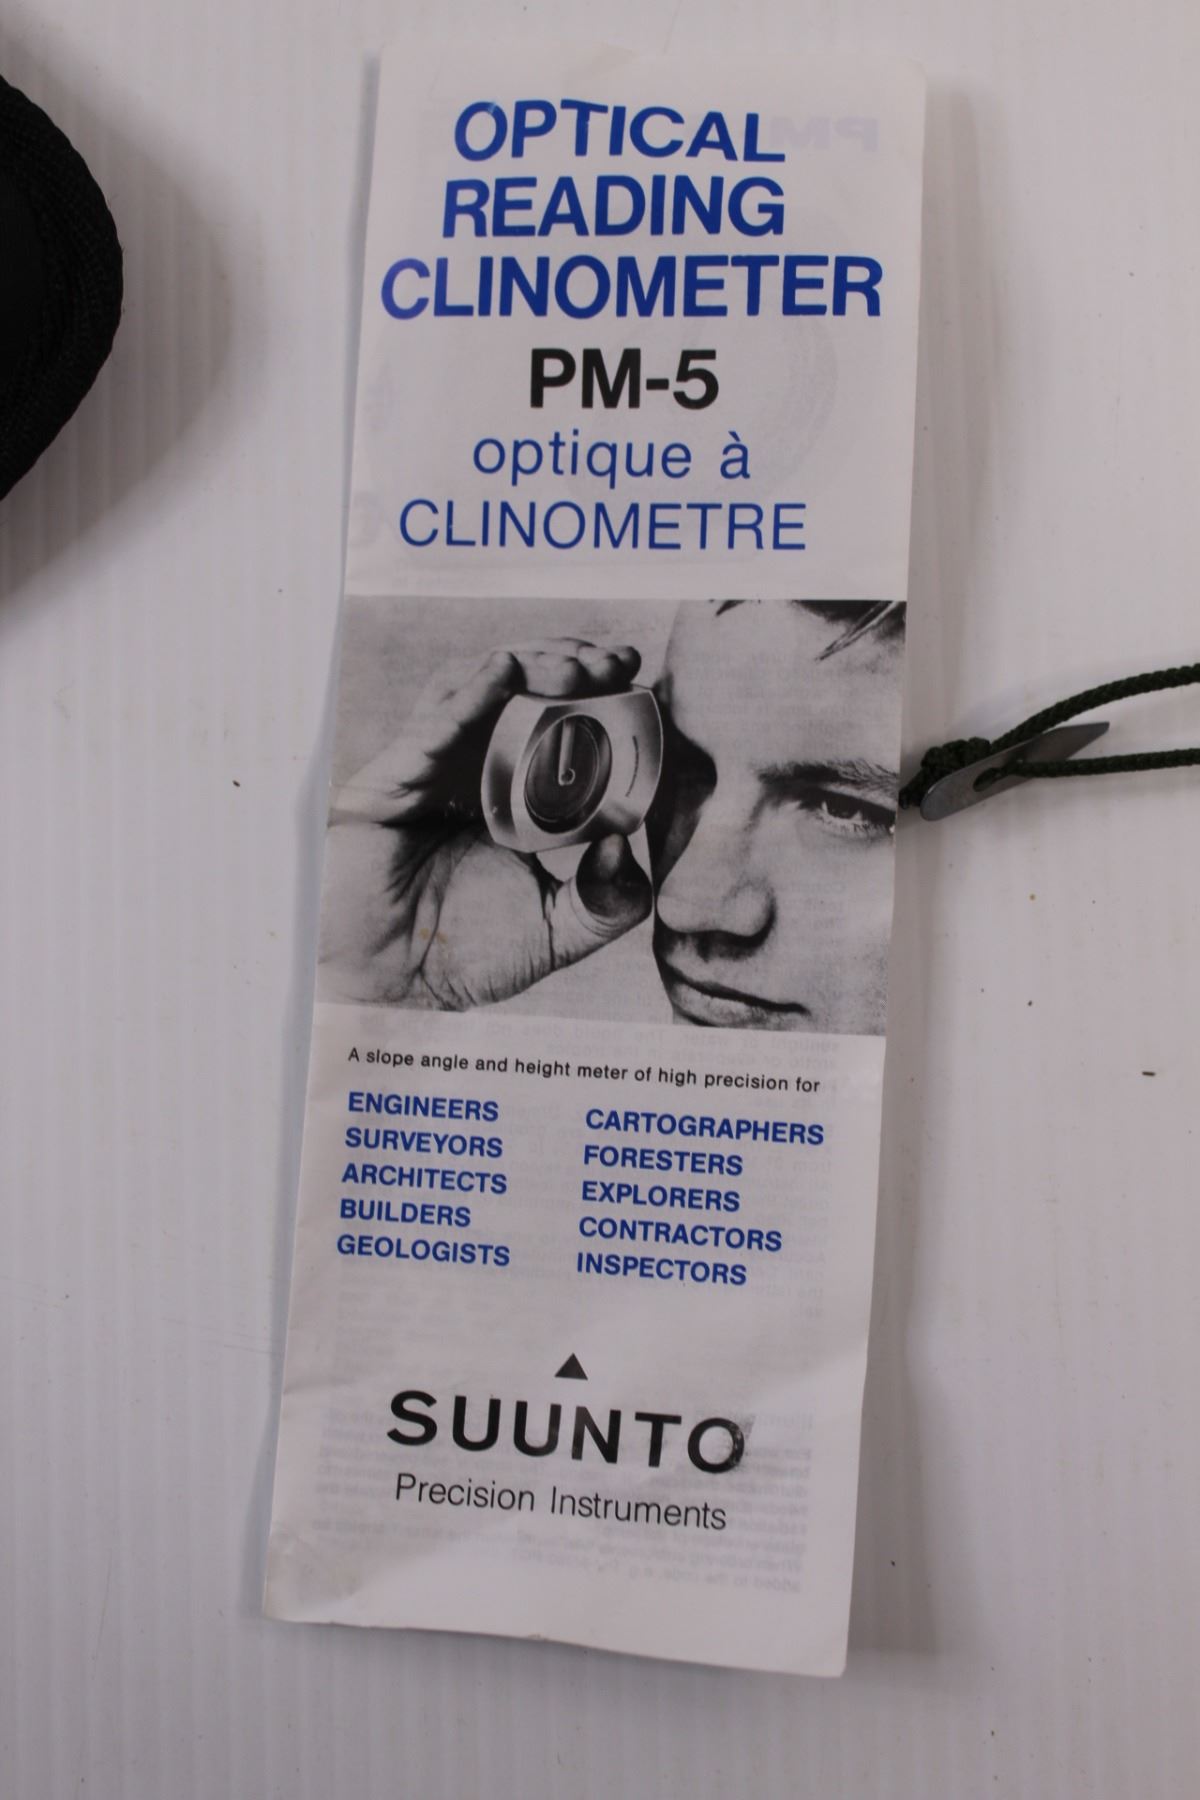 OPTICAL
READING
CLINOMETER
PM-5
optique à
CLINOMETRE
A slope angle and height meter of high precision for
ENGINEERS
SURVEYORS
ARCHITECTS
BUILDERS
GEOLOGISTS
CARTOGRAPHERS
FORESTERS
EXPLORERS
CONTRACTORS
INSPECTORS
SUUNTO
Precision Instruments